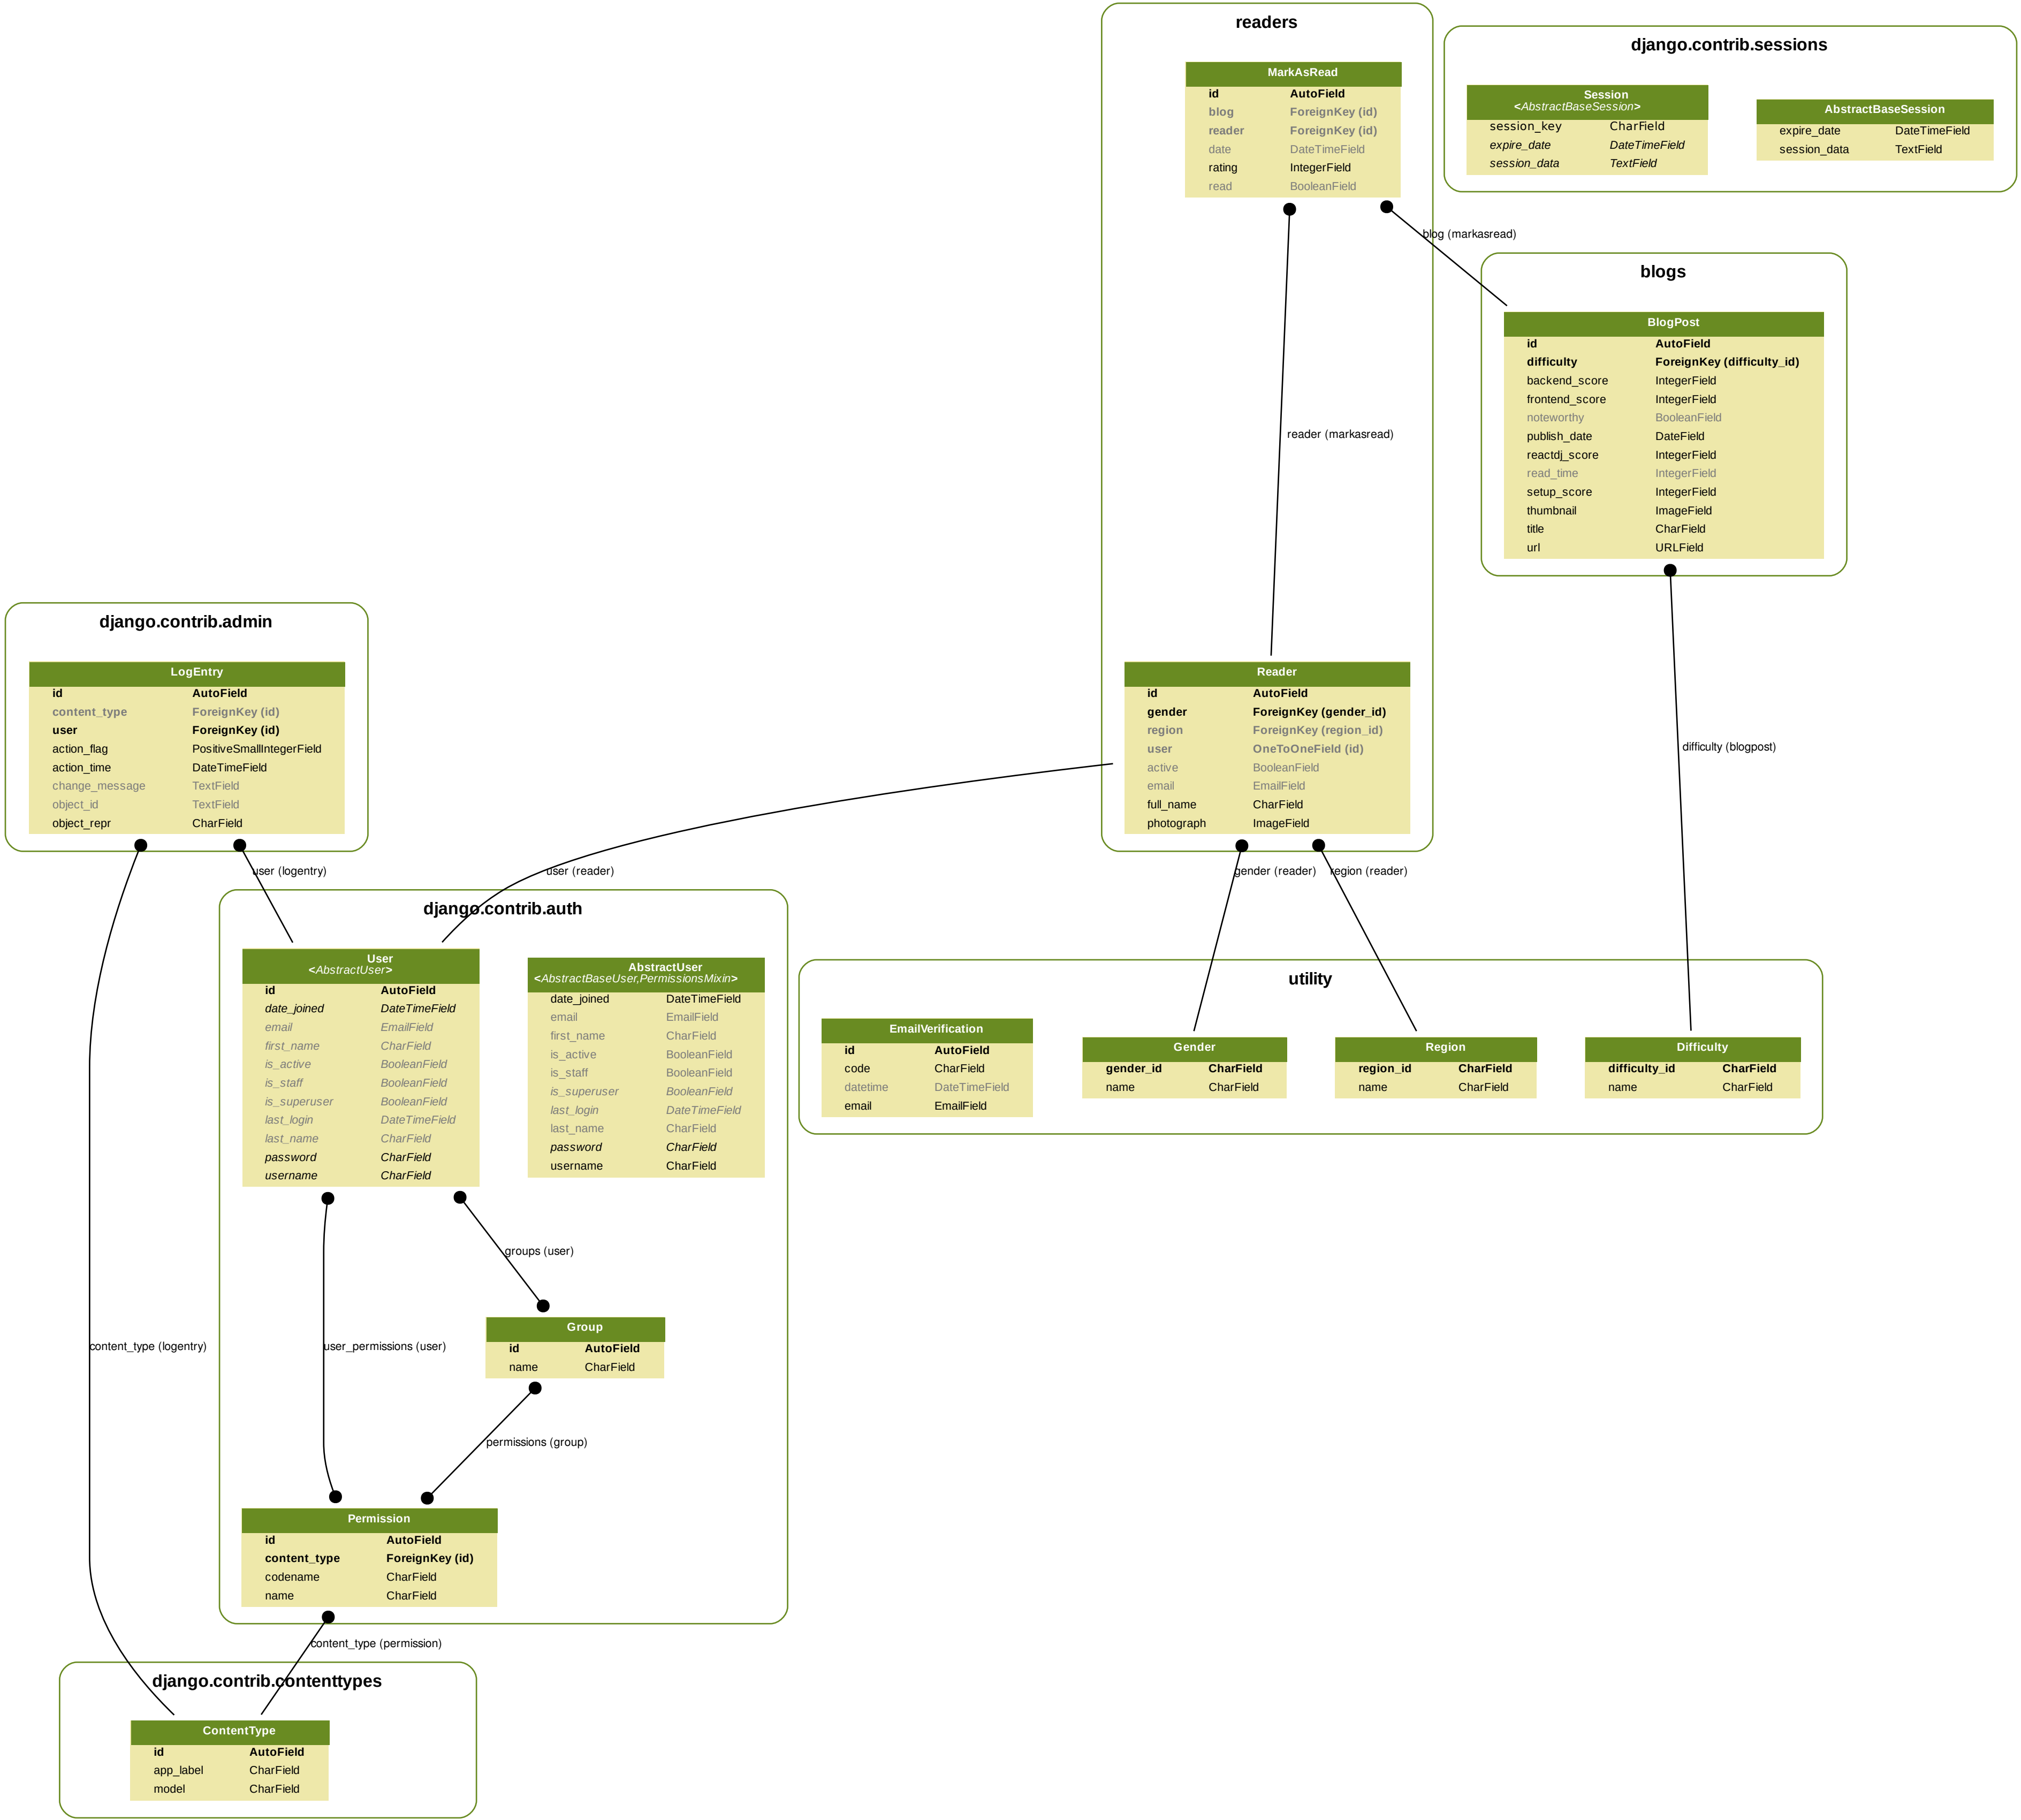 readers
MarkAsRead
id AutoField
blog ForeignKey (id)
reader ForeignKey (id)
date DateTimeField
rating IntegerField
read BooleanField
django.contrib.sessions
Session
<AbstractBaseSession>
session_key CharField
expire_date DateTimeField
session_data TextField
AbstractBaseSession
expire_date DateTimeField
session_data TextField
blog (markasread)
blogs
BlogPost
id AutoField
difficulty ForeignKey (difficulty_id)
backend_score IntegerField
frontend_score IntegerField
noteworthy BooleanField
publish_date DateField
reactdj_score IntegerField
read_time IntegerField
setup_score IntegerField
thumbnail ImageField
title CharField
url URLField
reader (markasread)
django.contrib.admin
LogEntry
id AutoField
content_type ForeignKey (id)
user ForeignKey (id)
action_flag PositiveSmallIntegerField
action_time DateTimeField
change_message TextField
object_id TextField
object_repr CharField
Reader
id AutoField
gender ForeignKey (gender_id)
region ForeignKey (region_id)
user OneToOneField (id)
active BooleanField
email EmailField
full_name CharField
photograph ImageField
difficulty (blogpost)
user (logentry)
user (reader)
gender (reader)
region (reader)
django.contrib.auth
User
<AbstractUser>
id AutoField
date_joined DateTimeField
email EmailField
first_name CharField
is_active BooleanField
is_staff BooleanField
is_superuser BooleanField
last_login DateTimeField
last_name CharField
password CharField
username CharField
AbstractUser
<AbstractBaseUser,PermissionsMixin>
date_joined DateTimeField
email EmailField
first_name CharField
is_active BooleanField
is_staff BooleanField
is_superuser BooleanField
last_login DateTimeField
last_name CharField
password CharField
username CharField
utility
EmailVerification
id AutoField
code CharField
datetime DateTimeField
email EmailField
Gender
gender_id CharField
name CharField
Region
region_id CharField
name CharField
Difficulty
difficulty_id CharField
name CharField
groups (user)
Group
id AutoField
name CharField
content_type (logentry)
user_permissions (user)
permissions (group)
Permission
id AutoField
content_type ForeignKey (id)
codename CharField
name CharField
content_type (permission)
django.contrib.contenttypes
ContentType
id AutoField
app_label CharField
model CharField